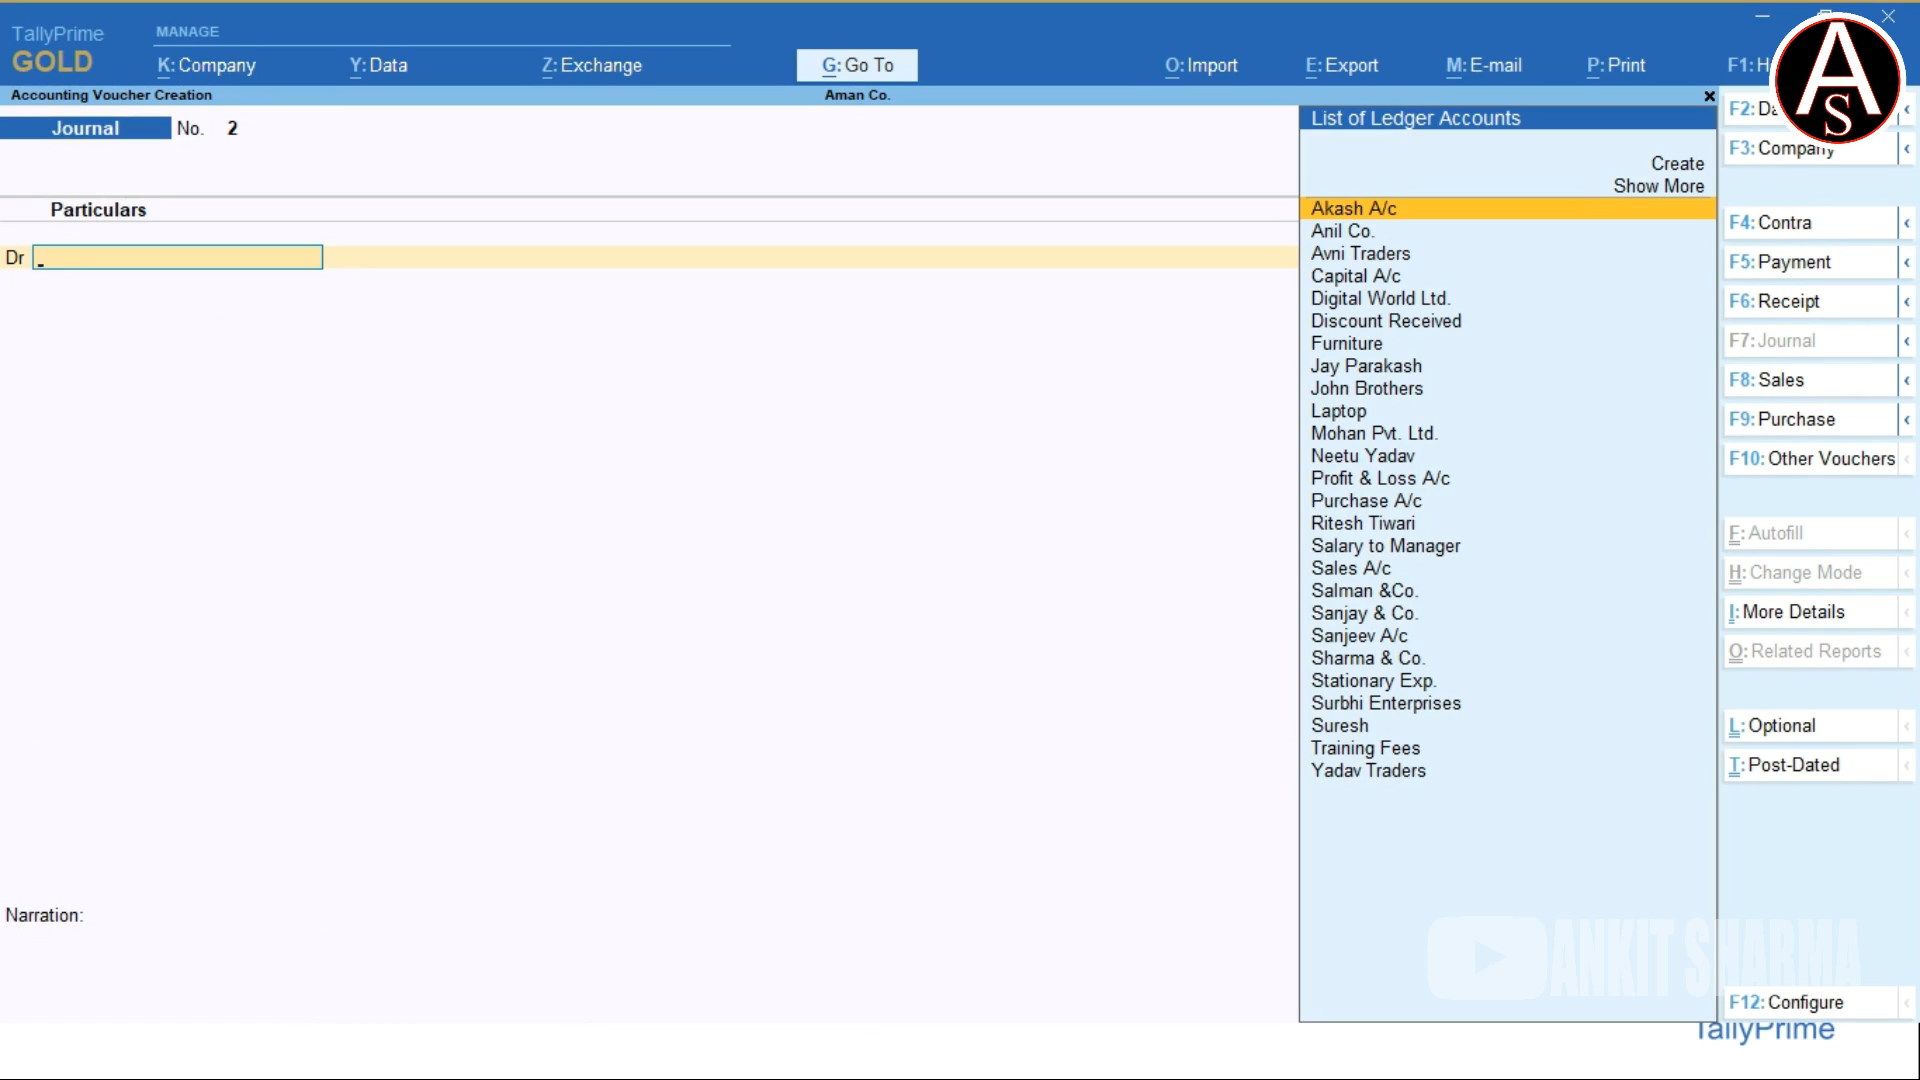 TallyPrime
GOLD
MANAGE
K: Company
Y: Data
Z: Exchange
G: Go To
O: Import
E: Export
M: E-mail
P: Print
F1:
Accounting Voucher Creation
Aman Co.
Journal No. 2
Particulars
Dr
Narration:
List of Ledger Accounts
Create
Show More
Akash A/c
Anil Co.
Avni Traders
Capital A/c
Digital World Ltd.
Discount Received
Furniture
Jay Parakash
John Brothers
Laptop
Mohan Pvt. Ltd.
Neetu Yadav
Profit & Loss A/c
Purchase A/c
Ritesh Tiwari
Salary to Manager
Sales A/c
Salman &Co.
Sanjay & Co.
Sanjeev A/c
Sharma & Co.
Stationary Exp.
Surbhi Enterprises
Suresh
Training Fees
Yadav Traders
AS
F2:
F3: Company
F4: Contra
F5: Payment
F6: Receipt
F7: Journal
F8: Sales
F9: Purchase
F10: Other Vouchers
F: Autofill
H: Change Mode
I: More Details
O: Related Reports
L: Optional
T: Post-Dated
ANKIT SHARMA
F12: Configure
TallyPrime